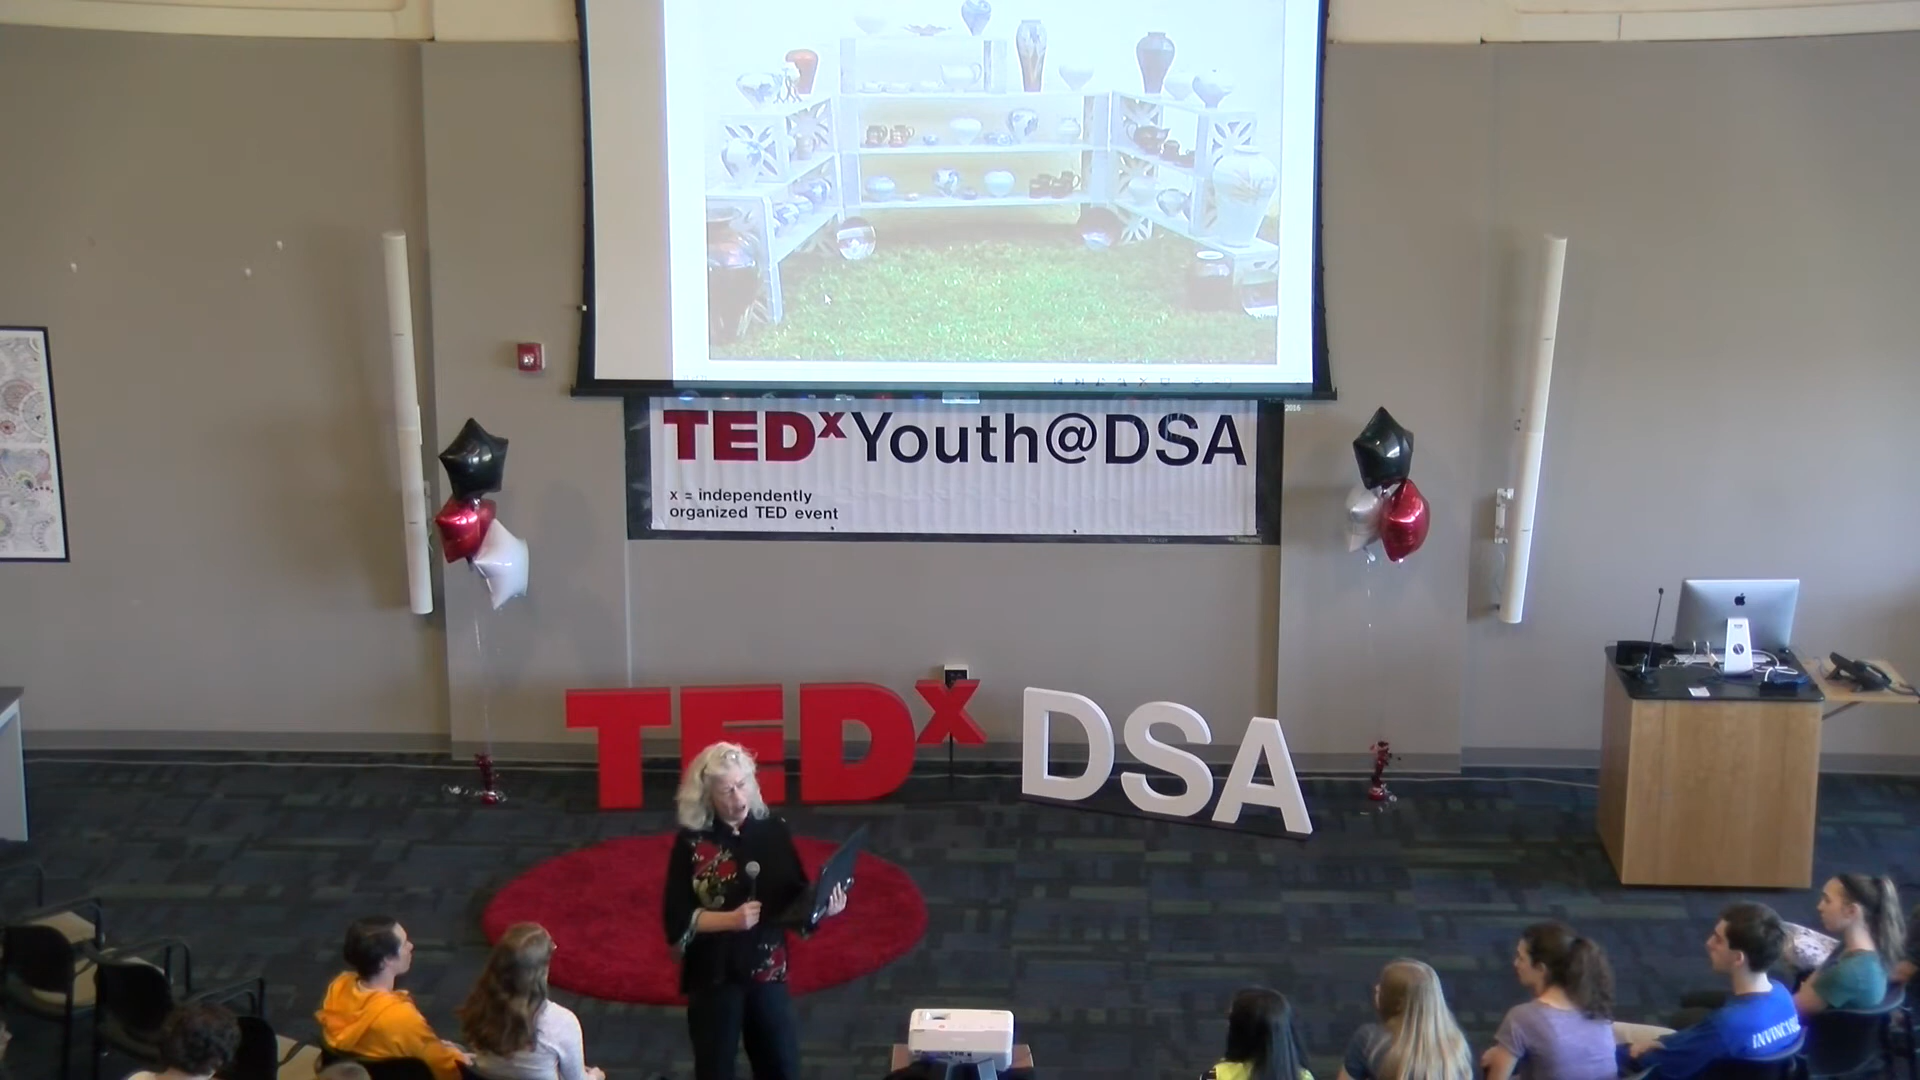 TEDxYouth@DSA
x = independently
organized TED event
TEDx DSA